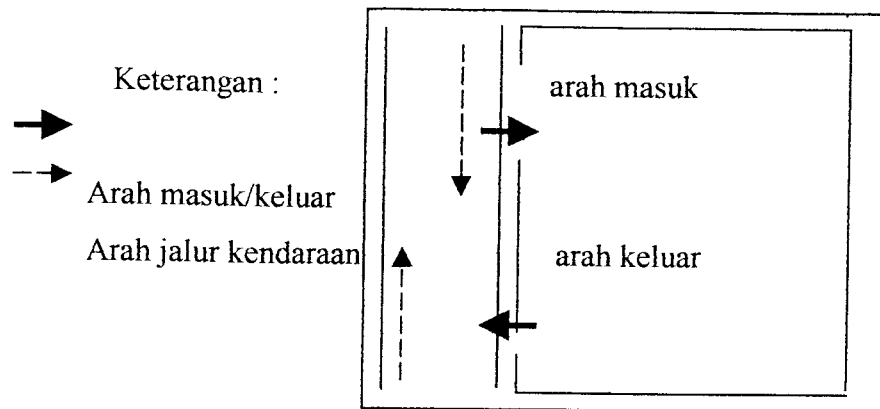 Keterangan :
arah masuk
Arah masuk/keluar
Arah jalur kendaraan
arah keluar